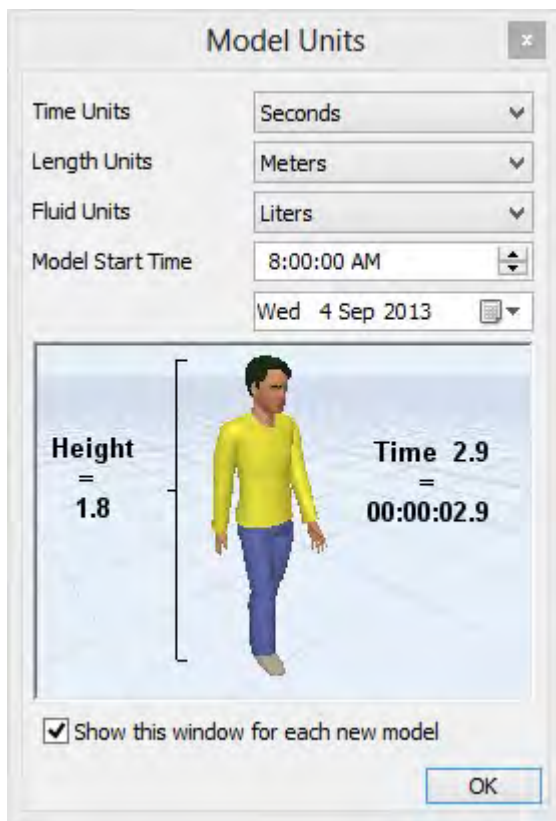 Model Units
x
Time Units Seconds
Length Units Meters
Fluid Units Liters
Model Start Time 8:00:00 AM
Wed 4 Sep 2013
Height
=
1.8
Time 2.9
=
00:00:02.9
Show this window for each new model
OK